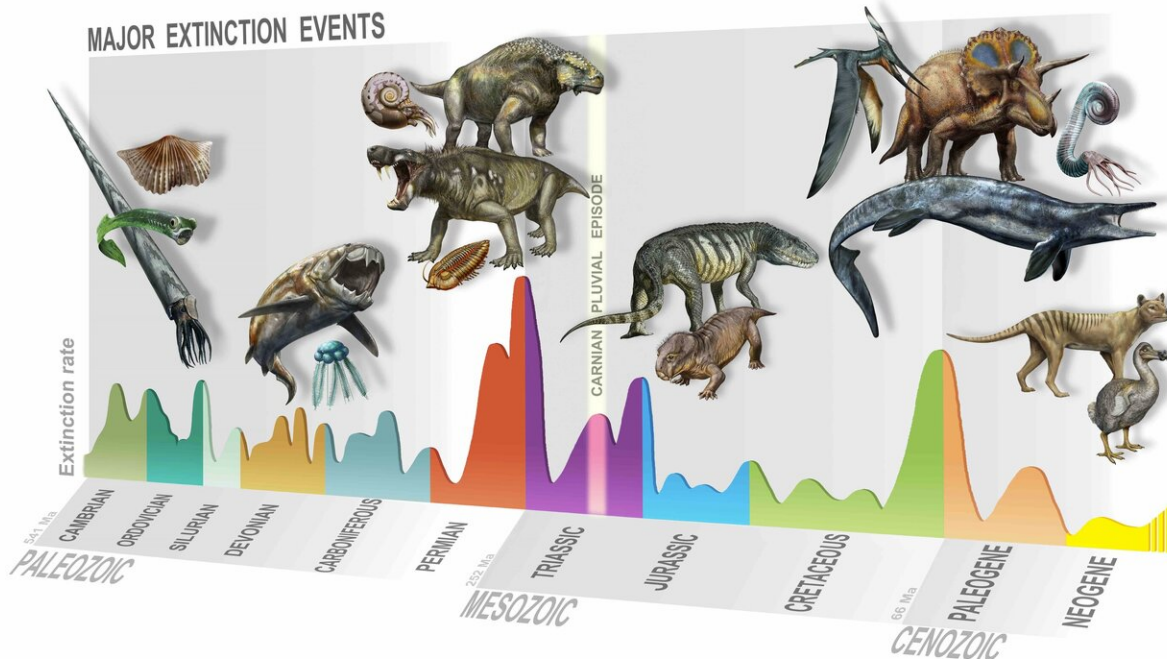 MAJOR EXTINCTION EVENTS
CARNIAN PLUVIAL EPISODE
Extinction rate
541 Ma
CAMBRIAN
ORDOVICIAN
SILURIAN
DEVONIAN
CARBONIFEROUS
PERMIAN
252 Ma
TRIASSIC
JURASSIC
CRETACEOUS
66 Ma
PALEOGENE
NEOGENE
PALEOZOIC
MESOZOIC
CENOZOIC